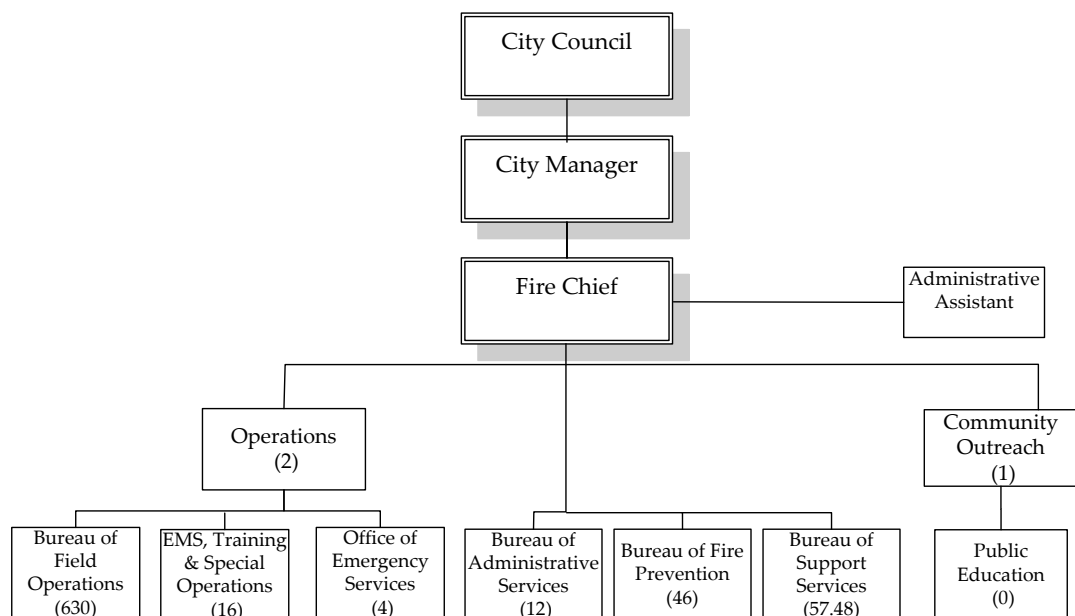 City Council
City Manager
Fire Chief
Administrative
Assistant
Operations
(2)
Community
Outreach
(1)
Bureau of
Field
Operations
(630)
EMS, Training
& Special
Operations
(16)
Office of
Emergency
Services
(4)
Bureau of
Administrative
Services
(12)
Bureau of Fire
Prevention
(46)
Bureau of
Support
Services
(57.48)
Public
Education
(0)